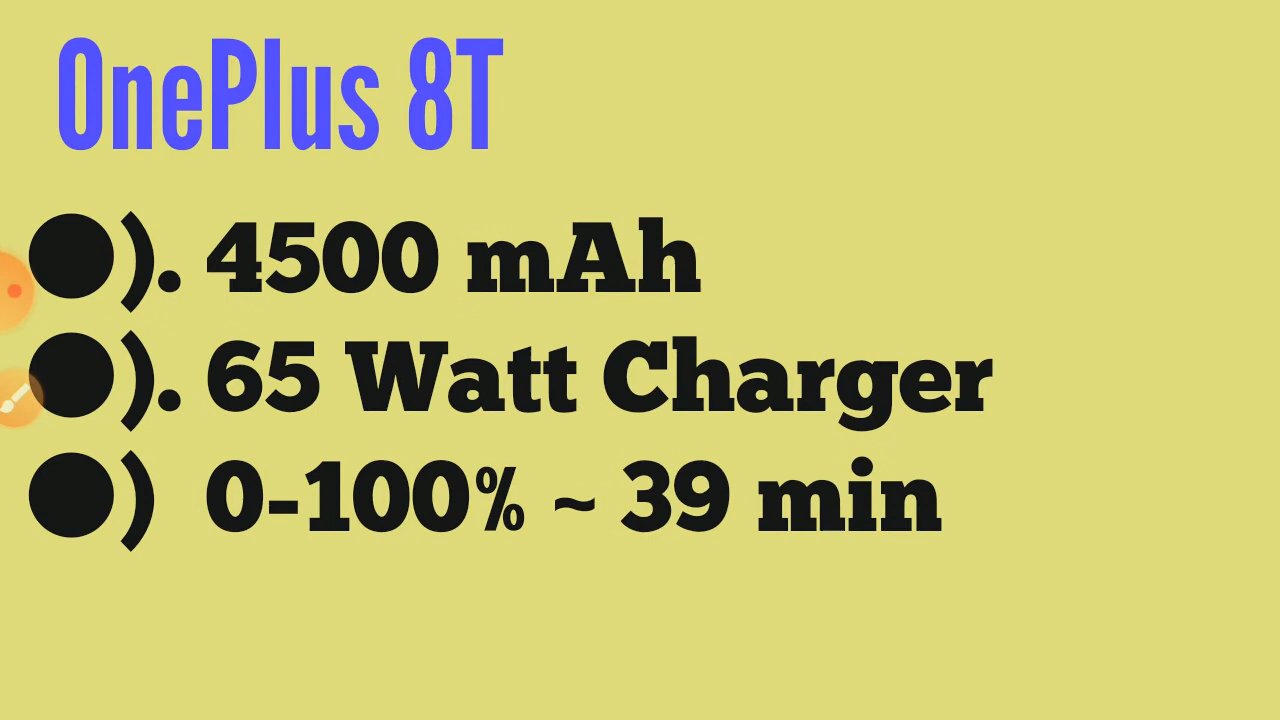 OnePlus 8T
●). 4500 mAh
●). 65 Watt Charger
●) 0-100% ~ 39 min